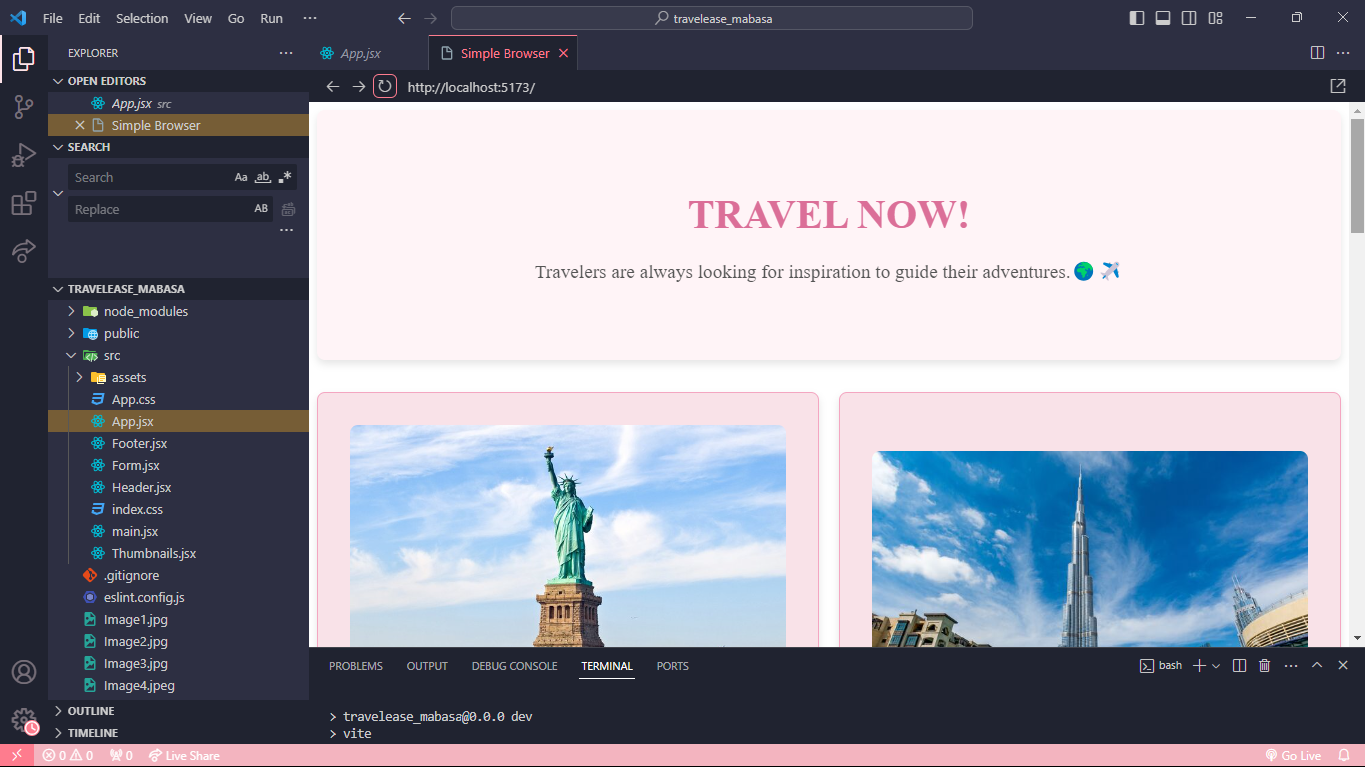 File Edit Selection View Go Run ··· travelease_mabasa
EXPLORER ···
OPEN EDITORS
App.jsx src
Simple Browser
SEARCH
Search Aa ab .*
Replace AB
···
TRAVELEASE_MABASA
node_modules
public
src
assets
App.css
App.jsx
Footer.jsx
Form.jsx
Header.jsx
index.css
main.jsx
Thumbnails.jsx
.gitignore
eslint.config.js
Image1.jpg
Image2.jpg
Image3.jpg
Image4.jpeg
OUTLINE
TIMELINE
App.jsx Simple Browser ···
http://localhost:5173/
TRAVEL NOW!
Travelers are always looking for inspiration to guide their adventures. 🌍 ✈️
PROBLEMS OUTPUT DEBUG CONSOLE TERMINAL PORTS bash ···
> travelease_mabasa@0.0.0 dev
> vite
0 0 0 Live Share Go Live